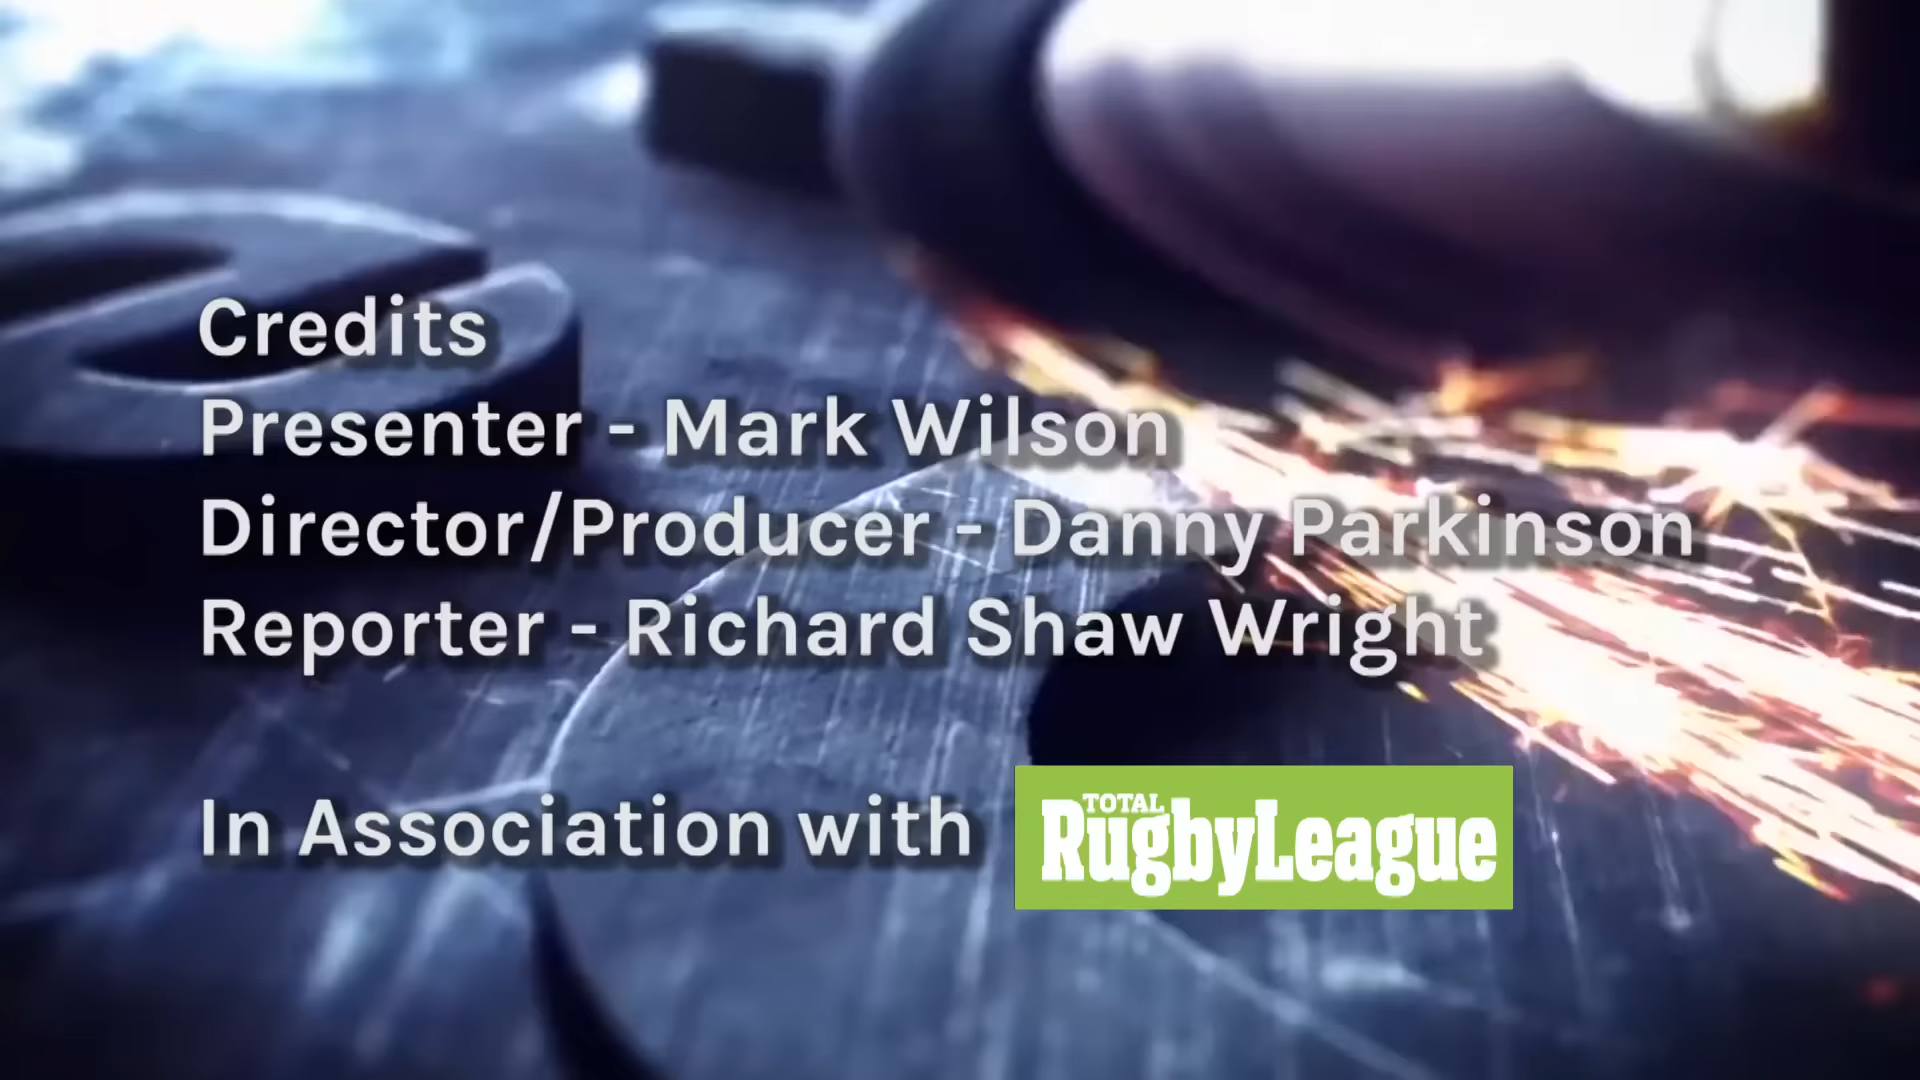 Credits
Presenter - Mark Wilson
Director/Producer - Danny Parkinson
Reporter - Richard Shaw Wright
In Association with
TOTAL
RugbyLeague